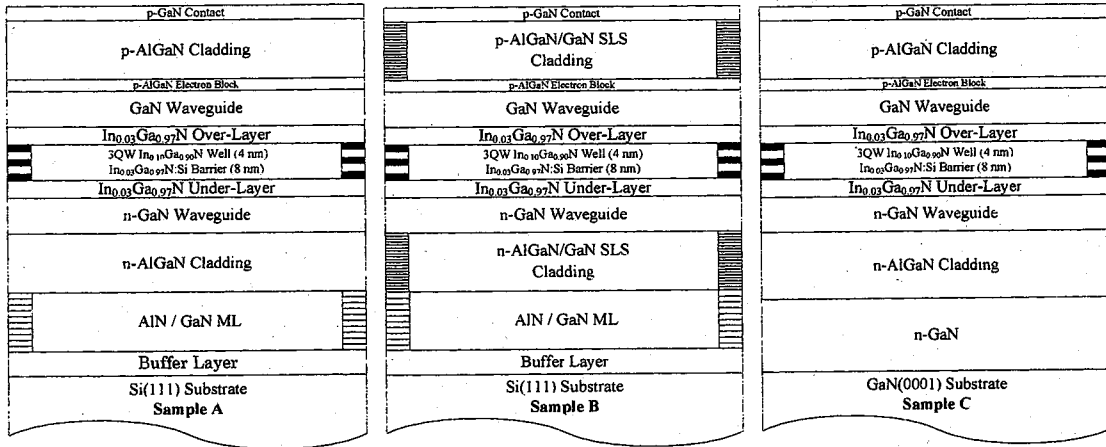 p-GaN Contact
p-AlGaN Cladding
p-AlGaN Electron Block
GaN Waveguide
In0.03Ga0.97N Over-Layer
3QW In0.10Ga0.90N Well (4 nm)
In0.03Ga0.97N:Si Barrier (8 nm)
In0.03Ga0.97N Under-Layer
n-GaN Waveguide
n-AlGaN Cladding
AlN / GaN ML
Buffer Layer
Si(111) Substrate
Sample A
p-GaN Contact
p-AlGaN/GaN SLS
Cladding
p-AlGaN Electron Block
GaN Waveguide
In0.03Ga0.97N Over-Layer
3QW In0.10Ga0.90N Well (4 nm)
In0.03Ga0.97N:Si Barrier (8 nm)
In0.03Ga0.97N Under-Layer
n-GaN Waveguide
n-AlGaN/GaN SLS
Cladding
AlN / GaN ML
Buffer Layer
Si(111) Substrate
Sample B
p-GaN Contact
p-AlGaN Cladding
p-AlGaN Electron Block
GaN Waveguide
In0.03Ga0.97N Over-Layer
3QW In0.10Ga0.90N Well (4 nm)
In0.03Ga0.97N:Si Barrier (8 nm)
In0.03Ga0.97N Under-Layer
n-GaN Waveguide
n-AlGaN Cladding
n-GaN
GaN(0001) Substrate
Sample C